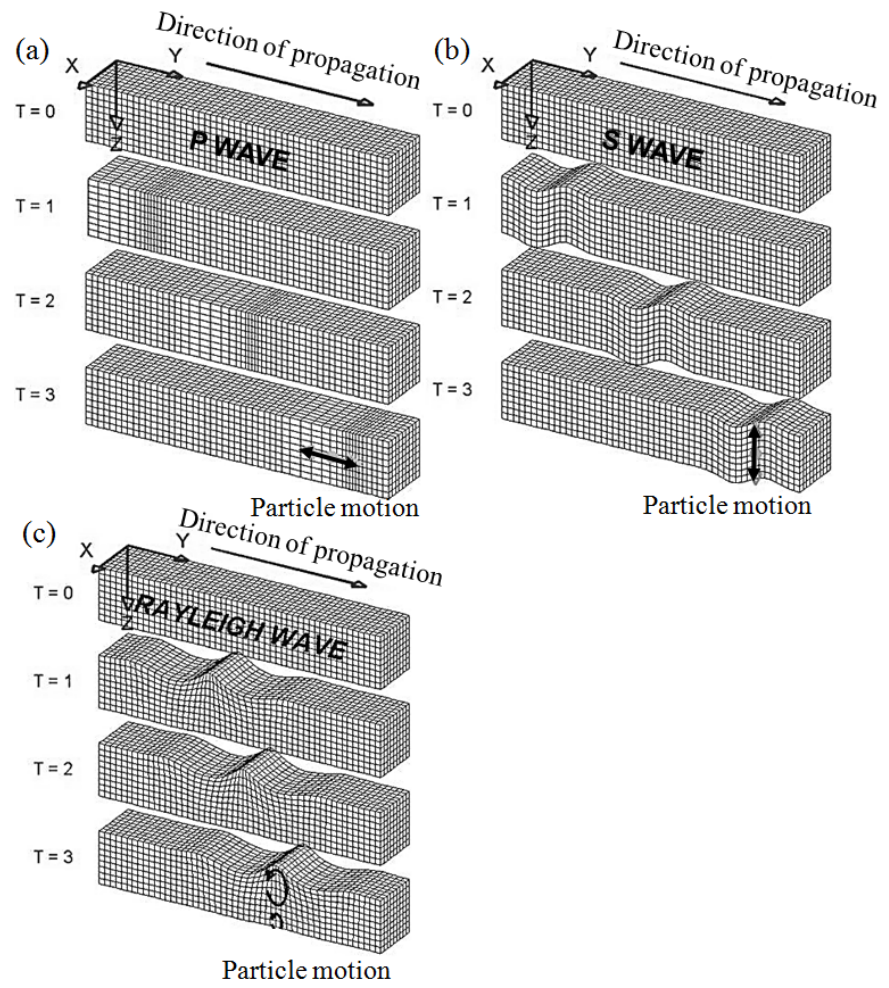 (a)
Direction of propagation
X
Y
Z
T = 0
P WAVE
T = 1
T = 2
T = 3
Particle motion
(b)
Direction of propagation
X
Y
Z
T = 0
S WAVE
T = 1
T = 2
T = 3
Particle motion
(c)
Direction of propagation
X
Y
Z
T = 0
RAYLEIGH WAVE
T = 1
T = 2
T = 3
Particle motion